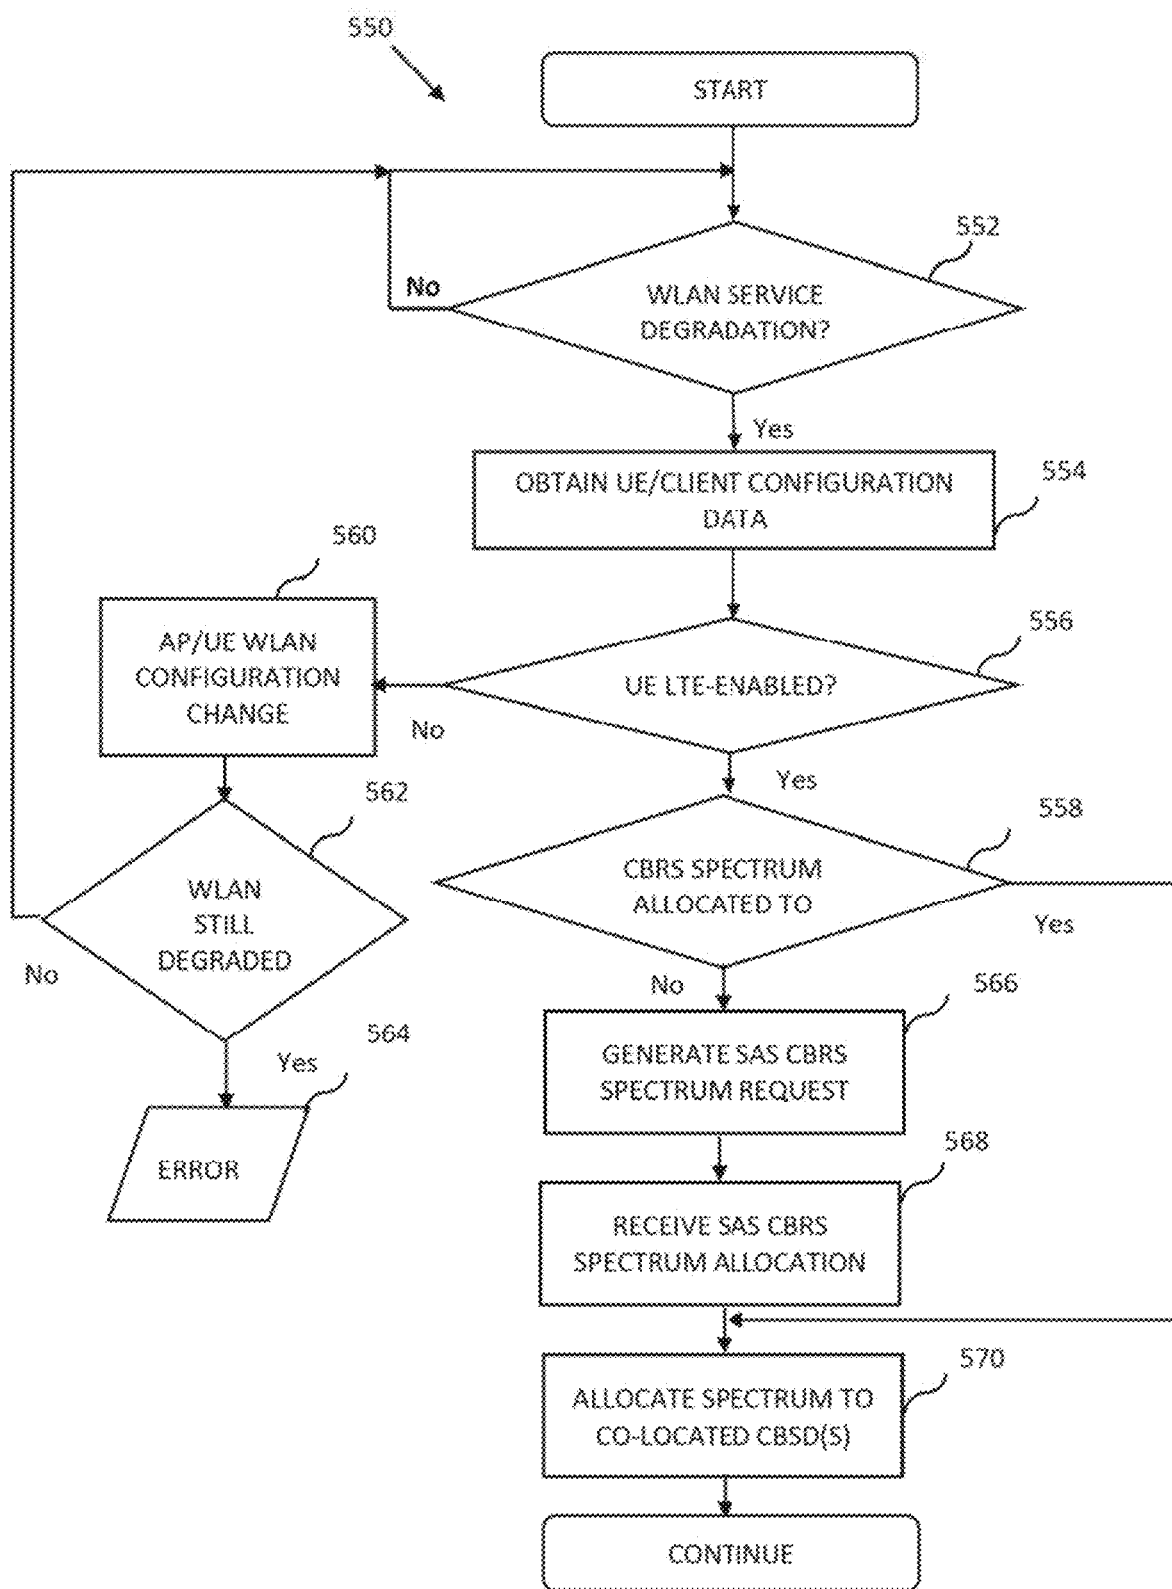 550
START
552
No
WLAN SERVICE
DEGRADATION?
Yes
OBTAIN UE/CLIENT CONFIGURATION
DATA
554
560
AP/UE WLAN
CONFIGURATION
CHANGE
556
UE LTE-ENABLED?
No
Yes
562
558
WLAN
STILL
DEGRADED
CBRS SPECTRUM
ALLOCATED TO
No
Yes
No
566
564
Yes
GENERATE SAS CBRS
SPECTRUM REQUEST
ERROR
568
RECEIVE SAS CBRS
SPECTRUM ALLOCATION
570
ALLOCATE SPECTRUM TO
CO-LOCATED CBSD(S)
CONTINUE